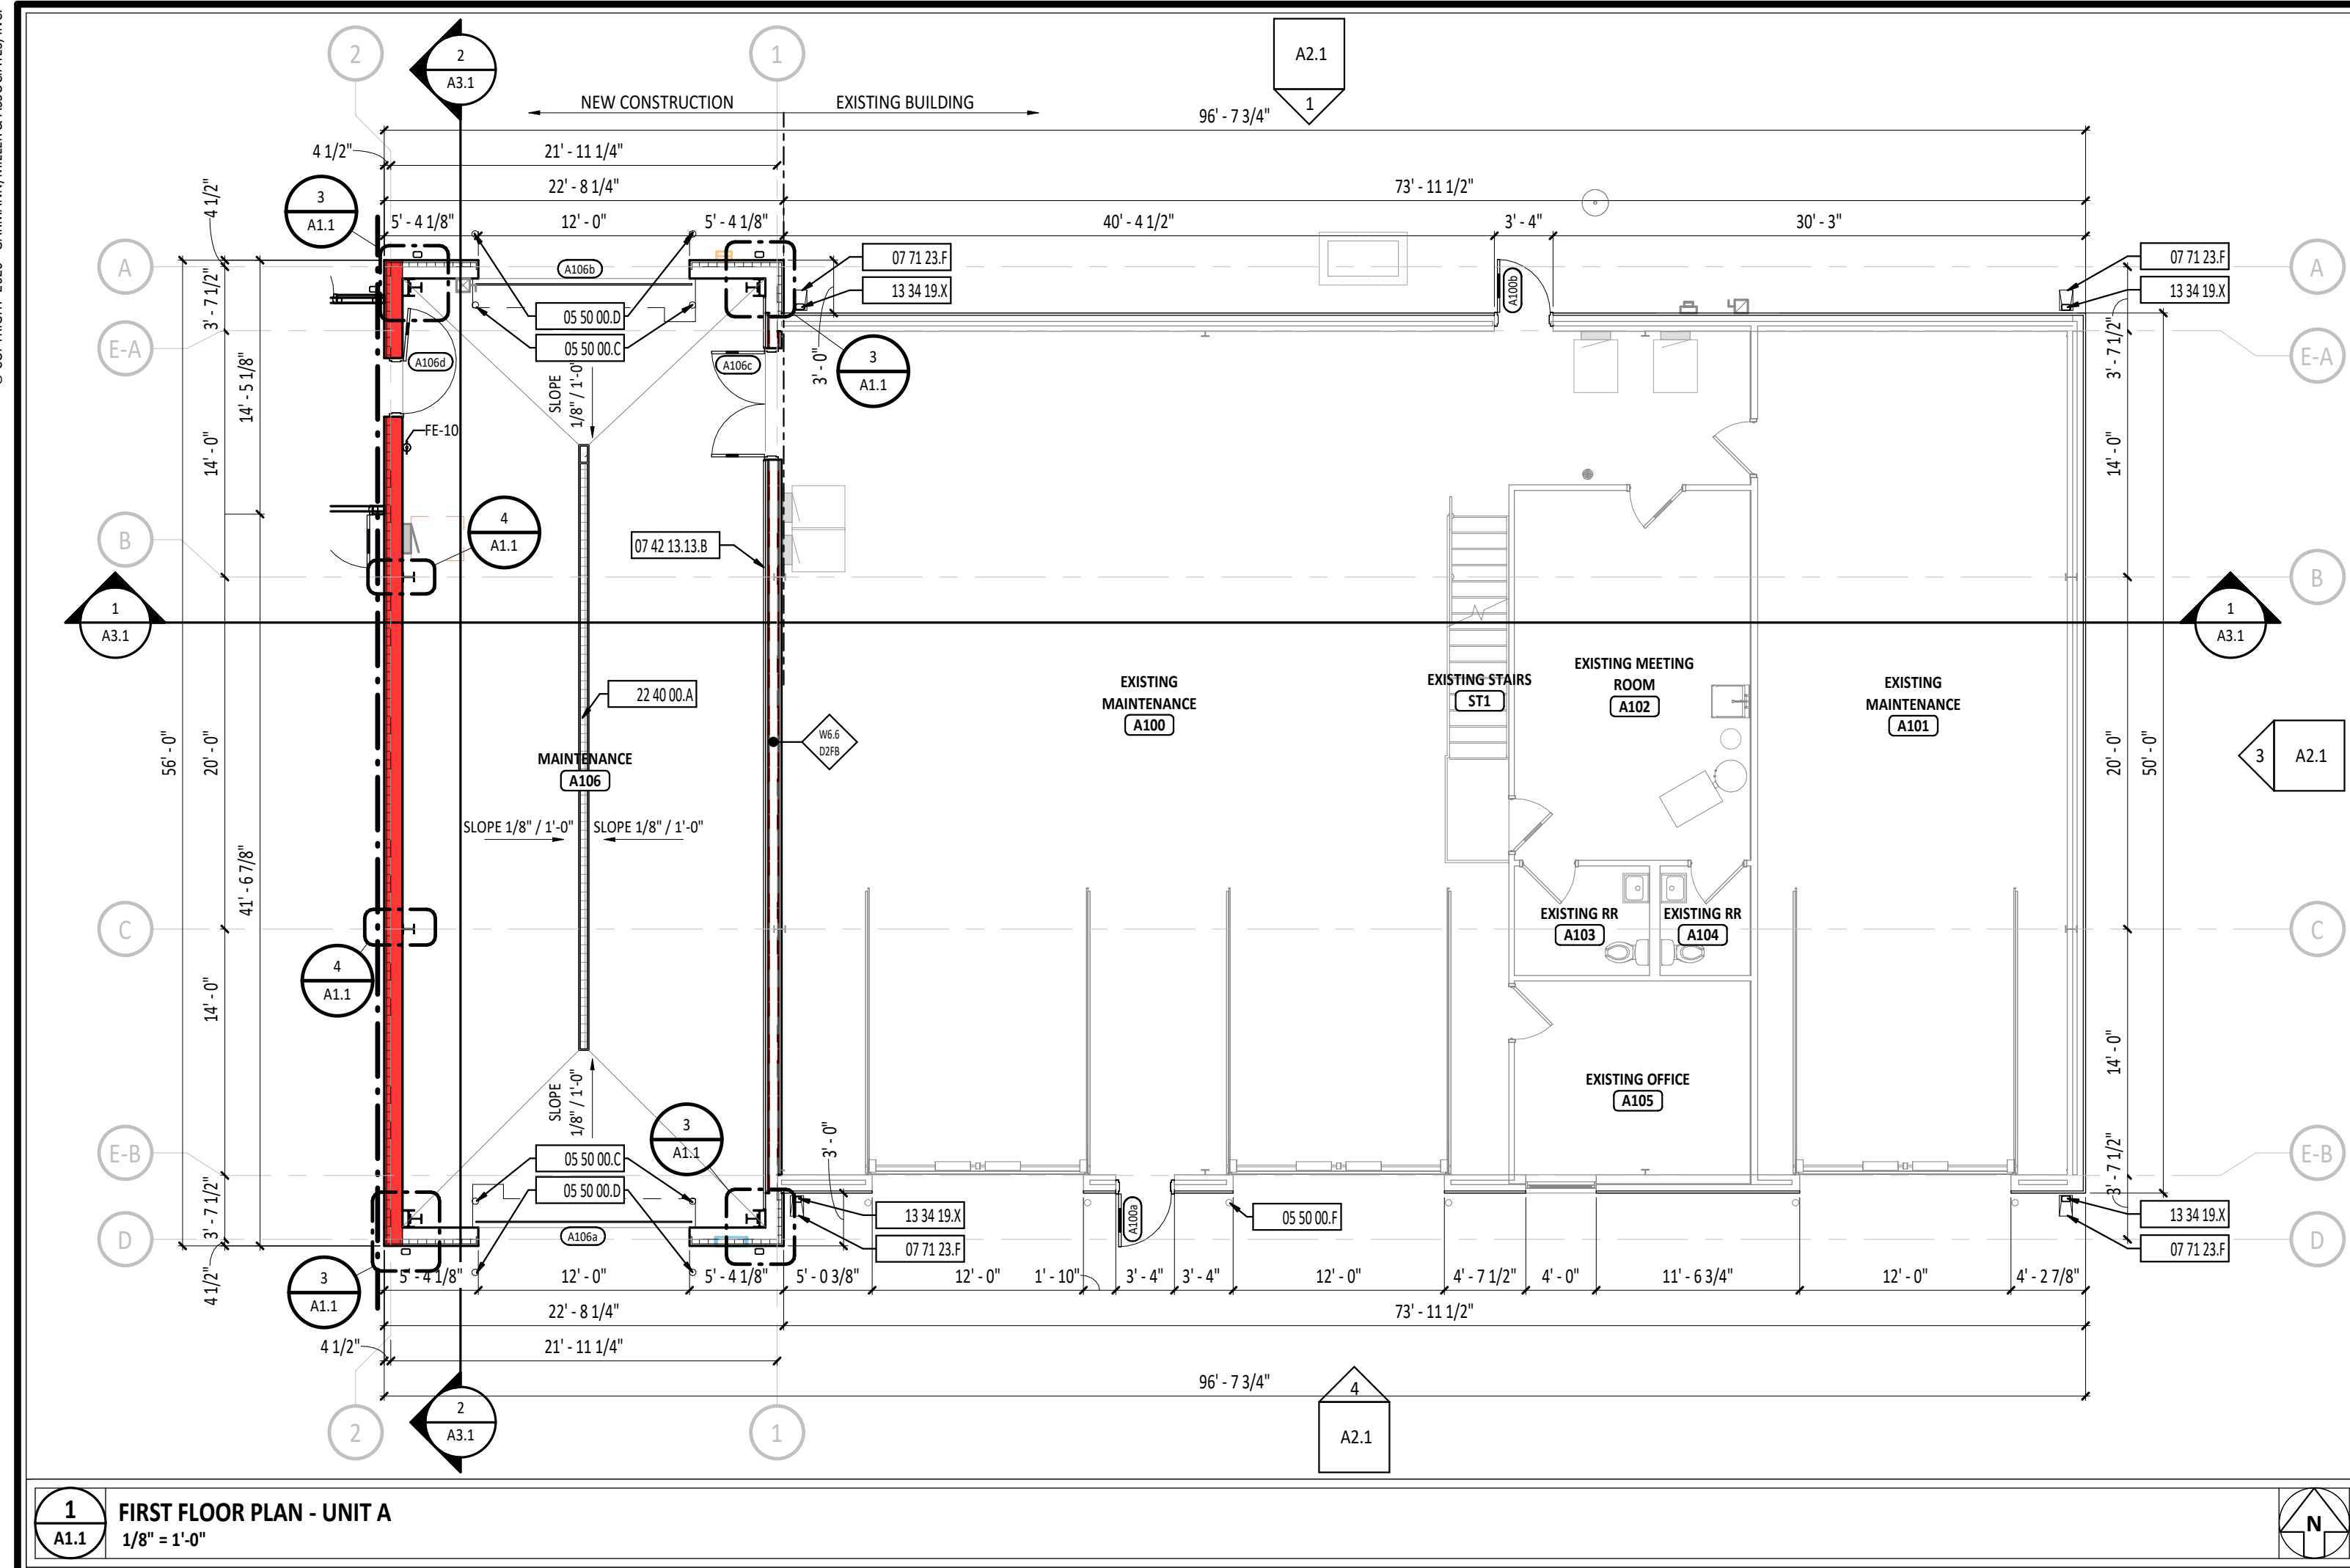 2
2
A3.1
1
A2.1
1
NEW CONSTRUCTION
EXISTING BUILDING
96' - 7 3/4"
4 1/2"
21' - 11 1/4"
22' - 8 1/4"
73' - 11 1/2"
3
A1.1
4 1/2"
5' - 4 1/8"
12' - 0"
5' - 4 1/8"
40' - 4 1/2"
3' - 4"
30' - 3"
A
A106b
07 71 23.F
13 34 19.X
A100b
07 71 23.F
13 34 19.X
A
3' - 7 1/2"
05 50 00.D
05 50 00.C
E-A
A106d
A106c
3' - 0"
3
A1.1
3' - 7 1/2"
E-A
SLOPE
1/8" / 1'-0"
14' - 5 1/8"
14' - 0"
FE-10
14' - 0"
4
A1.1
B
07 42 13.13.B
B
1
A3.1
1
A3.1
22 40 00.A
EXISTING
MAINTENANCE
A100
EXISTING STAIRS
ST1
EXISTING MEETING
ROOM
A102
EXISTING
MAINTENANCE
A101
W6.6
D2FB
56' - 0"
20' - 0"
MAINTENANCE
A106
20' - 0"
50' - 0"
3
A2.1
SLOPE 1/8" / 1'-0"
SLOPE 1/8" / 1'-0"
41' - 6 7/8"
C
EXISTING RR
A103
EXISTING RR
A104
C
4
A1.1
14' - 0"
14' - 0"
SLOPE
1/8" / 1'-0"
3
A1.1
EXISTING OFFICE
A105
E-B
3' - 0"
E-B
05 50 00.C
05 50 00.D
3' - 7 1/2"
3' - 7 1/2"
D
A106a
13 34 19.X
07 71 23.F
A100a
05 50 00.F
13 34 19.X
07 71 23.F
D
4 1/2"
3
A1.1
5' - 4 1/8"
12' - 0"
5' - 4 1/8"
5' - 0 3/8"
12' - 0"
1' - 10"
3' - 4"
3' - 4"
12' - 0"
4' - 7 1/2"
4' - 0"
11' - 6 3/4"
12' - 0"
4' - 2 7/8"
22' - 8 1/4"
73' - 11 1/2"
4 1/2"
21' - 11 1/4"
96' - 7 3/4"
4
A2.1
2
2
A3.1
1
1
A1.1
FIRST FLOOR PLAN - UNIT A
1/8" = 1'-0"
N